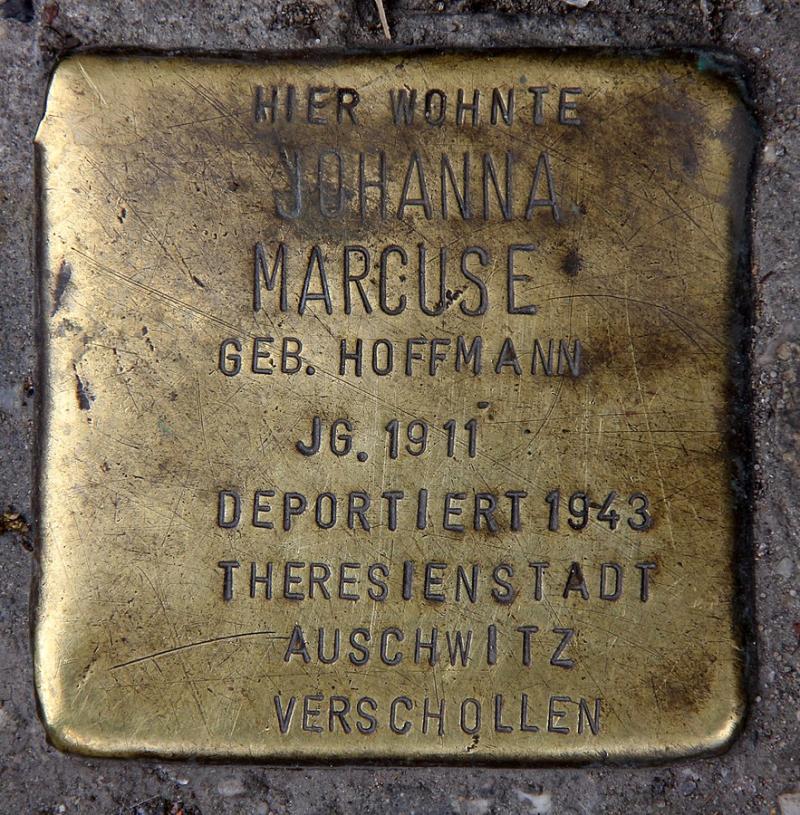 HIER WOHNTE
JOHANNA
MARCUSE
GEB. HOFFMANN
JG. 1911
DEPORTIERT 1943
THERESIENSTADT
AUSCHWITZ
VERSCHOLLEN